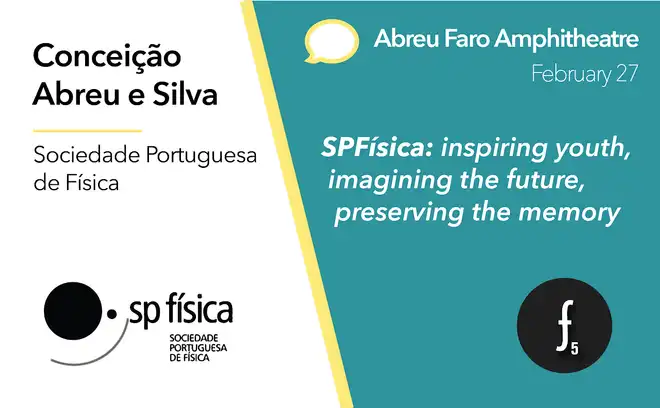 Conceição
Abreu e Silva
Sociedade Portuguesa
de Física
sp física
SOCIEDADE
PORTUGUESA
DE FÍSICA
Abreu Faro Amphitheatre
February 27
SPFísica: inspiring youth,
imagining the future,
preserving the memory
f5